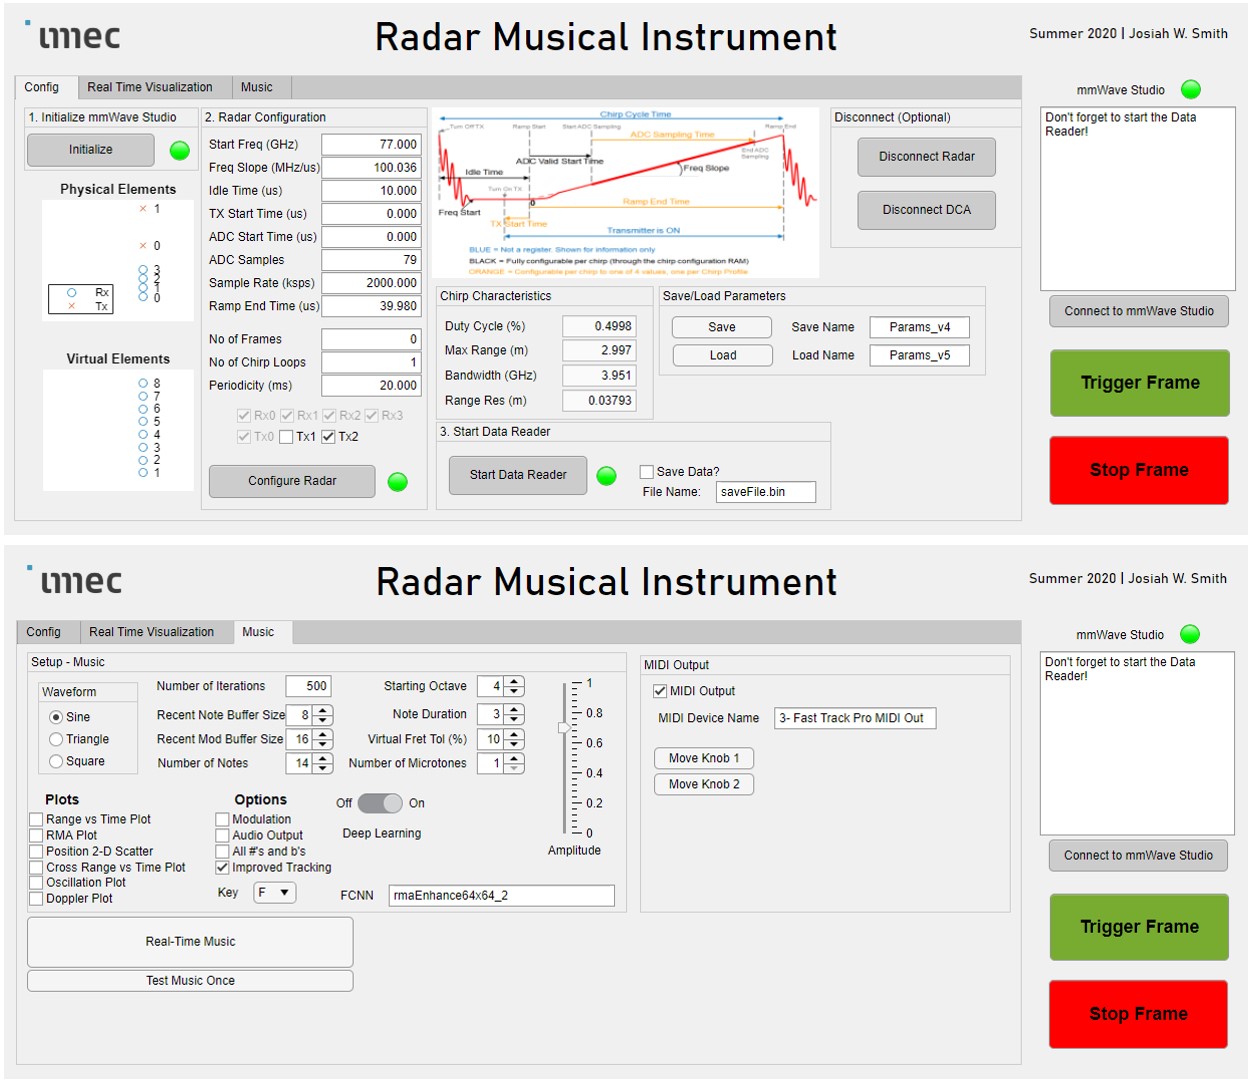 imec
Radar Musical Instrument
Summer 2020 | Josiah W. Smith
Config Real Time Visualization Music
1. Initialize mmWave Studio
Initialize
Physical Elements
1
0
3
2
1
0
Rx
Tx
Virtual Elements
8
7
6
5
4
3
2
1
2. Radar Configuration
Start Freq (GHz) 77.000
Freq Slope (MHz/us) 100.036
Idle Time (us) 10.000
TX Start Time (us) 0.000
ADC Start Time (us) 0.000
ADC Samples 79
Sample Rate (ksps) 2000.000
Ramp End Time (us) 39.980
No of Frames 0
No of Chirp Loops 1
Periodicity (ms) 20.000
Rx0 Rx1 Rx2 Rx3
Tx0 Tx1 Tx2
Configure Radar
Chirp Cycle Time
Turn Off TX Ramp Start Start ADC Sampling Ramp End
ADC Sampling Time
End ADC Sampling
ADC Valid Start Time
Idle Time
Freq Slope
Turn On TX
Freq Start
0
Ramp End Time
TX Start Time
Transmitter is ON
BLUE = Not a register. Shown for information only
BLACK = Fully configurable per chirp (through the chirp configuration RAM)
ORANGE = Configurable per chirp to one of 4 values, one per Chirp Profile
Chirp Characteristics
Duty Cycle (%) 0.4998
Max Range (m) 2.997
Bandwidth (GHz) 3.951
Range Res (m) 0.03793
Save/Load Parameters
Save Save Name Params_v4
Load Load Name Params_v5
3. Start Data Reader
Start Data Reader
Save Data?
File Name: saveFile.bin
Disconnect (Optional)
Disconnect Radar
Disconnect DCA
mmWave Studio
Don't forget to start the Data
Reader!
Connect to mmWave Studio
Trigger Frame
Stop Frame
imec
Radar Musical Instrument
Summer 2020 | Josiah W. Smith
Config Real Time Visualization Music
Setup - Music
Waveform
Sine
Triangle
Square
Number of Iterations 500
Recent Note Buffer Size 8
Recent Mod Buffer Size 16
Number of Notes 14
Starting Octave 4
Note Duration 3
Virtual Fret Tol (%) 10
Number of Microtones 1
1
0.8
0.6
0.4
0.2
0
Amplitude
Plots
Range vs Time Plot
RMA Plot
Position 2-D Scatter
Cross Range vs Time Plot
Oscillation Plot
Doppler Plot
Options
Modulation
Audio Output
All #'s and b's
Improved Tracking
Key F
Off On
Deep Learning
FCNN rmaEnhance64x64_2
Real-Time Music
Test Music Once
MIDI Output
MIDI Output
MIDI Device Name 3- Fast Track Pro MIDI Out
Move Knob 1
Move Knob 2
mmWave Studio
Don't forget to start the Data
Reader!
Connect to mmWave Studio
Trigger Frame
Stop Frame